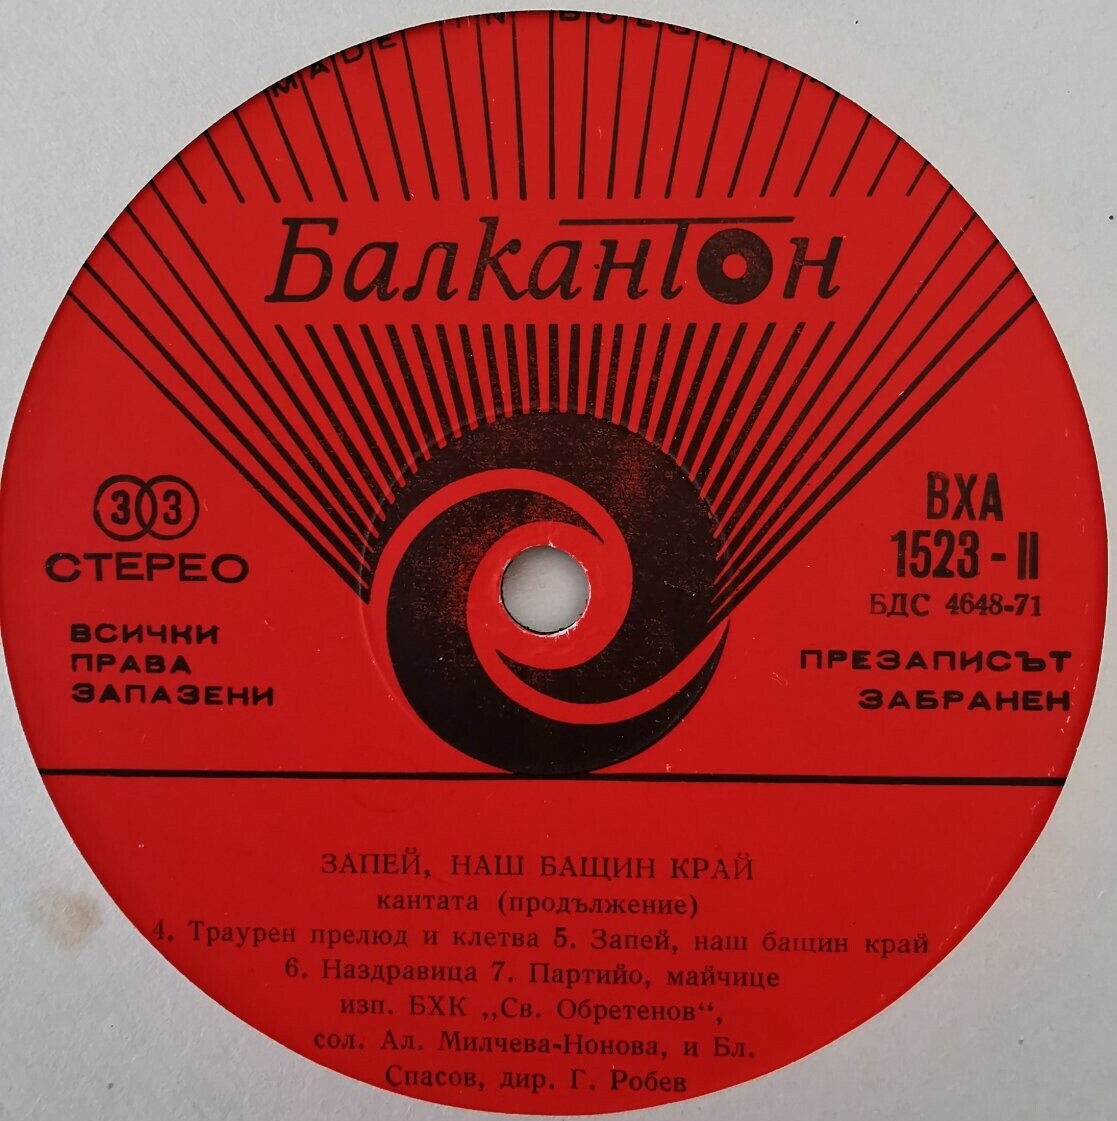 MADE IN BULGARIA
Балкантон
33
СТЕРЕО
ВСИЧКИ
ПРАВА
ЗАПАЗЕНИ
ВХА
1523 - II
БДС 4648-71
ПРЕЗАПИСЪТ
ЗАБРАНЕН
ЗАПЕЙ, НАШ БАЩИН КРАЙ
кантата (продължение)
4. Траурен прелюд и клетва 5. Запей, наш бащин край
6. Наздравица 7. Партийо, майчице
изп. БХК „Св. Обретенов“,
сол. Ал. Милчева-Нонова, и Бл.
Спасов, дир. Г. Робев